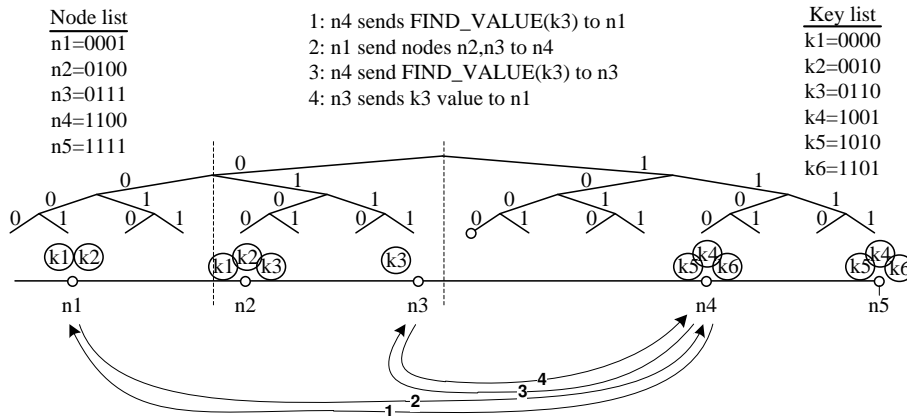 Node list
n1=0001
n2=0100
n3=0111
n4=1100
n5=1111
1: n4 sends FIND_VALUE(k3) to n1
2: n1 send nodes n2,n3 to n4
3: n4 send FIND_VALUE(k3) to n3
4: n3 sends k3 value to n1
Key list
k1=0000
k2=0010
k3=0110
k4=1001
k5=1010
k6=1101
0 1
0 1 0 1
0 1 0 1 0 1 0 1
0 1 0 1 0 1 0 1 0 1 0 1 0 1 0 1
k1 k2 k1 k2 k3 k3 k5 k4 k6 k5 k4 k6
n1 n2 n3 n4 n5
4
3
2
1